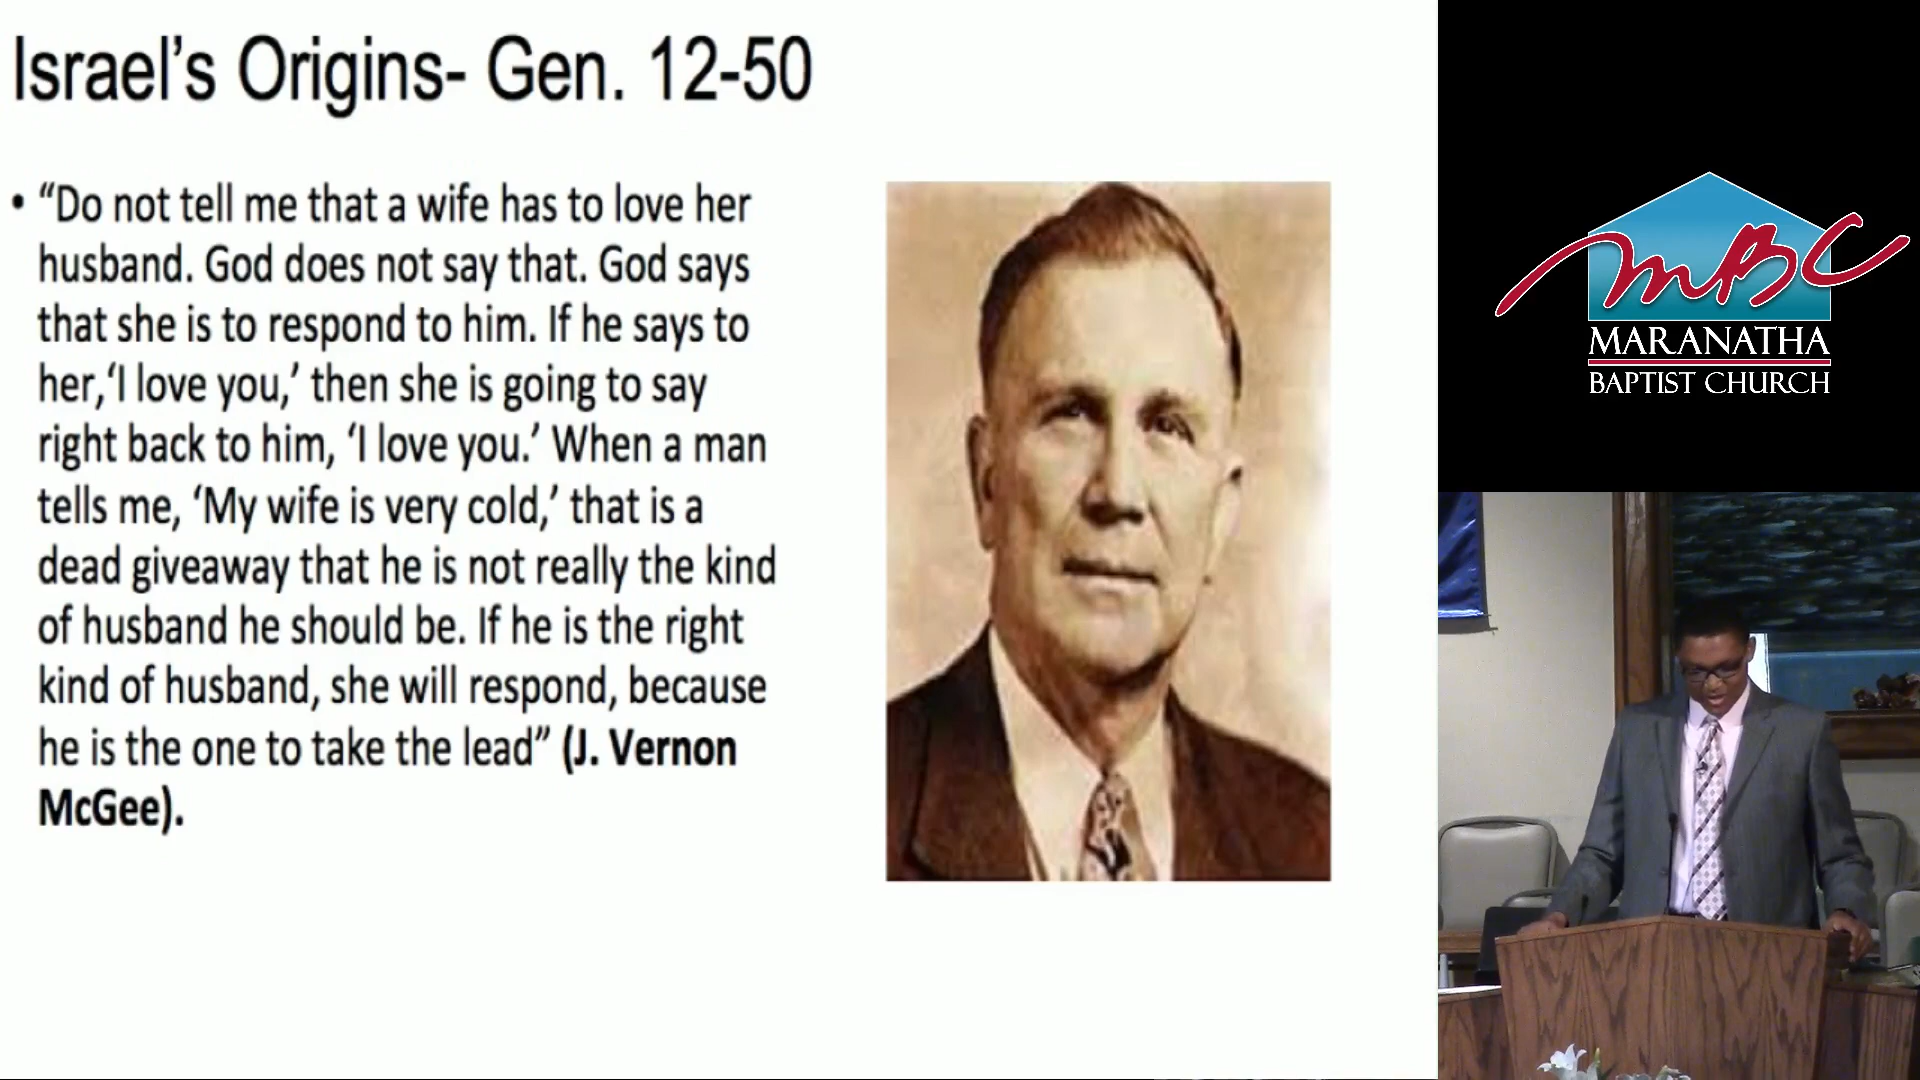 Israel's Origins- Gen. 12-50
• “Do not tell me that a wife has to love her
husband. God does not say that. God says
that she is to respond to him. If he says to
her,‘I love you,’ then she is going to say
right back to him, ‘I love you.’ When a man
tells me, ‘My wife is very cold,’ that is a
dead giveaway that he is not really the kind
of husband he should be. If he is the right
kind of husband, she will respond, because
he is the one to take the lead” (J. Vernon
McGee).
MBC
MARANATHA
BAPTIST CHURCH